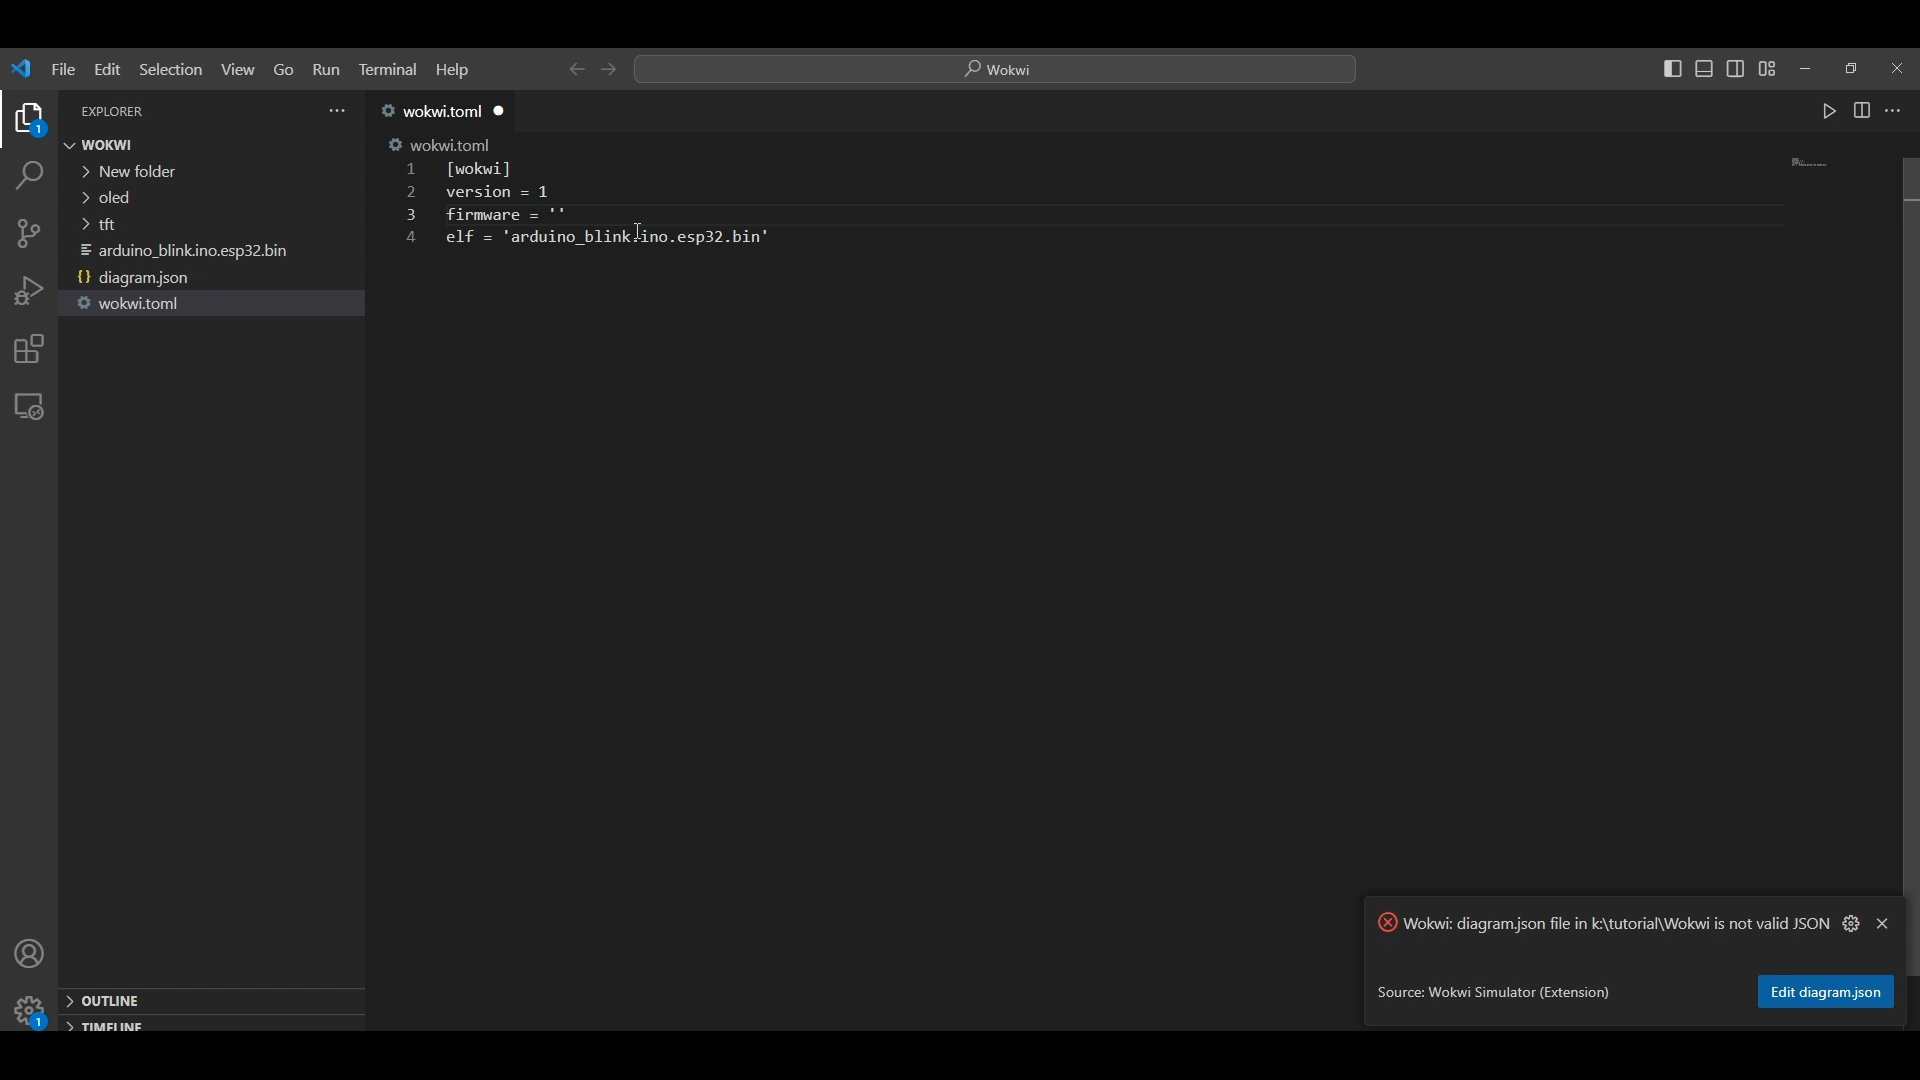 File Edit Selection View Go Run Terminal Help
Wokwi
EXPLORER
1
WOKWI
New folder
oled
tft
arduino_blink.ino.esp32.bin
{} diagram.json
wokwi.toml
wokwi.toml
wokwi.toml
1 [wokwi]
2 version = 1
3 firmware = ''
4 elf = 'arduino_blink.ino.esp32.bin'
Wokwi: diagram.json file in k:\tutorial\Wokwi is not valid JSON
Source: Wokwi Simulator (Extension)
Edit diagram.json
OUTLINE
1
TIMELINE